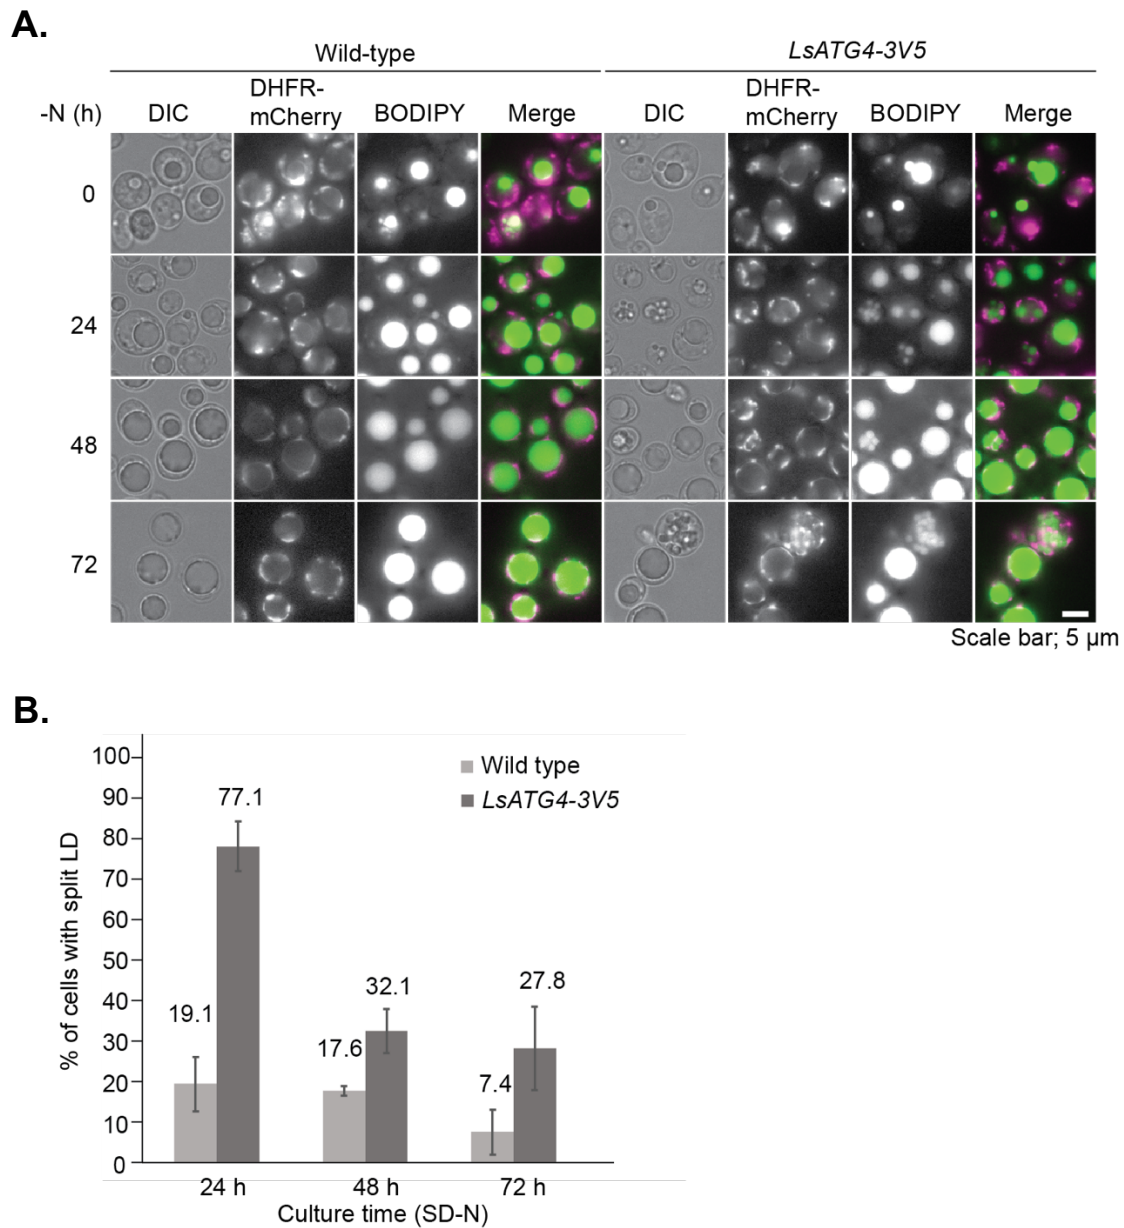 A.
Wild-type
LsATG4-3V5
-N (h)
DIC
DHFR-
mCherry
BODIPY
Merge
DIC
DHFR-
mCherry
BODIPY
Merge
0
24
48
72
Scale bar; 5 μm
B.
% of cells with split LD
100
90
80
70
60
50
40
30
20
10
0
Wild type
LsATG4-3V5
19.1
77.1
17.6
32.1
7.4
27.8
24 h
48 h
72 h
Culture time (SD-N)